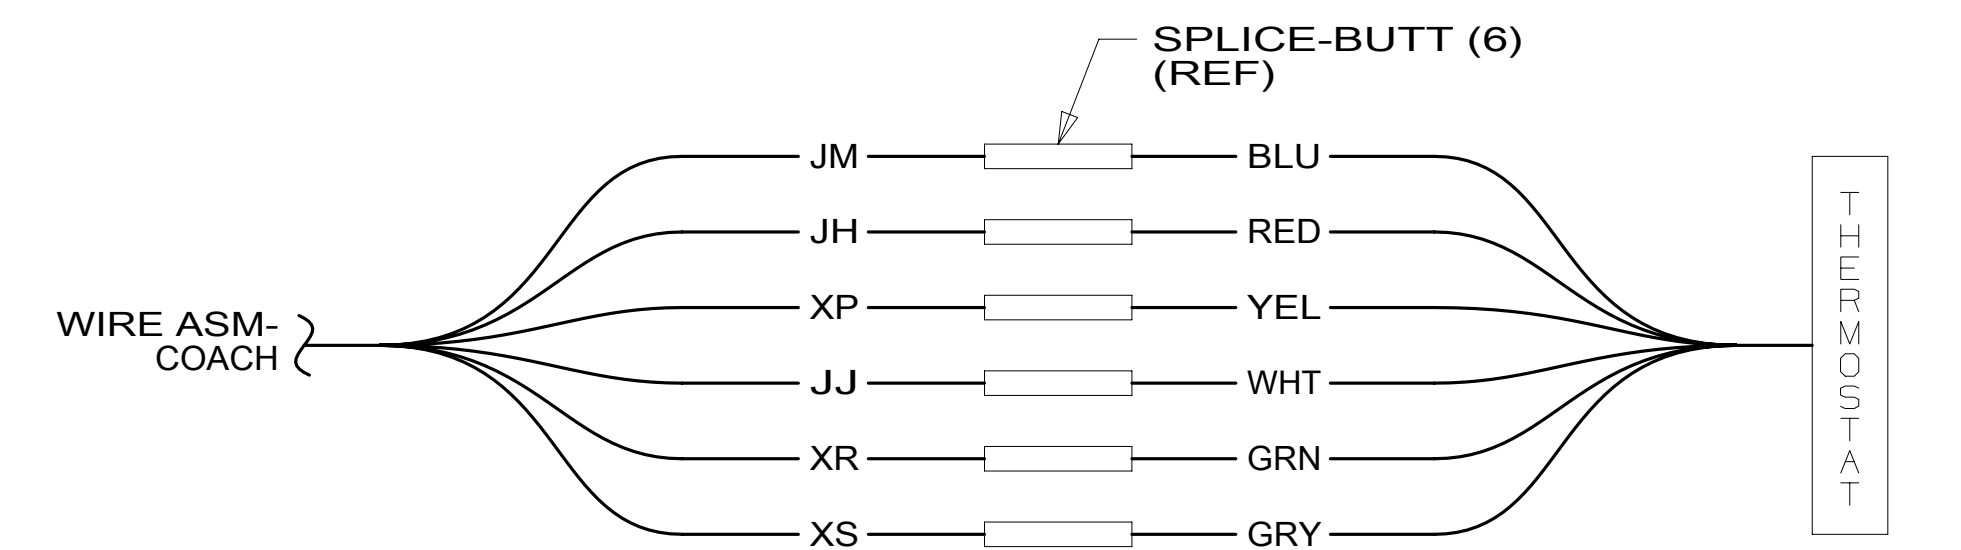 SPLICE-BUTT (6)
(REF)
JM BLU
JH RED
XP YEL
WIRE ASM-
COACH
JJ WHT
XR GRN
XS GRY
THERMOSTAT